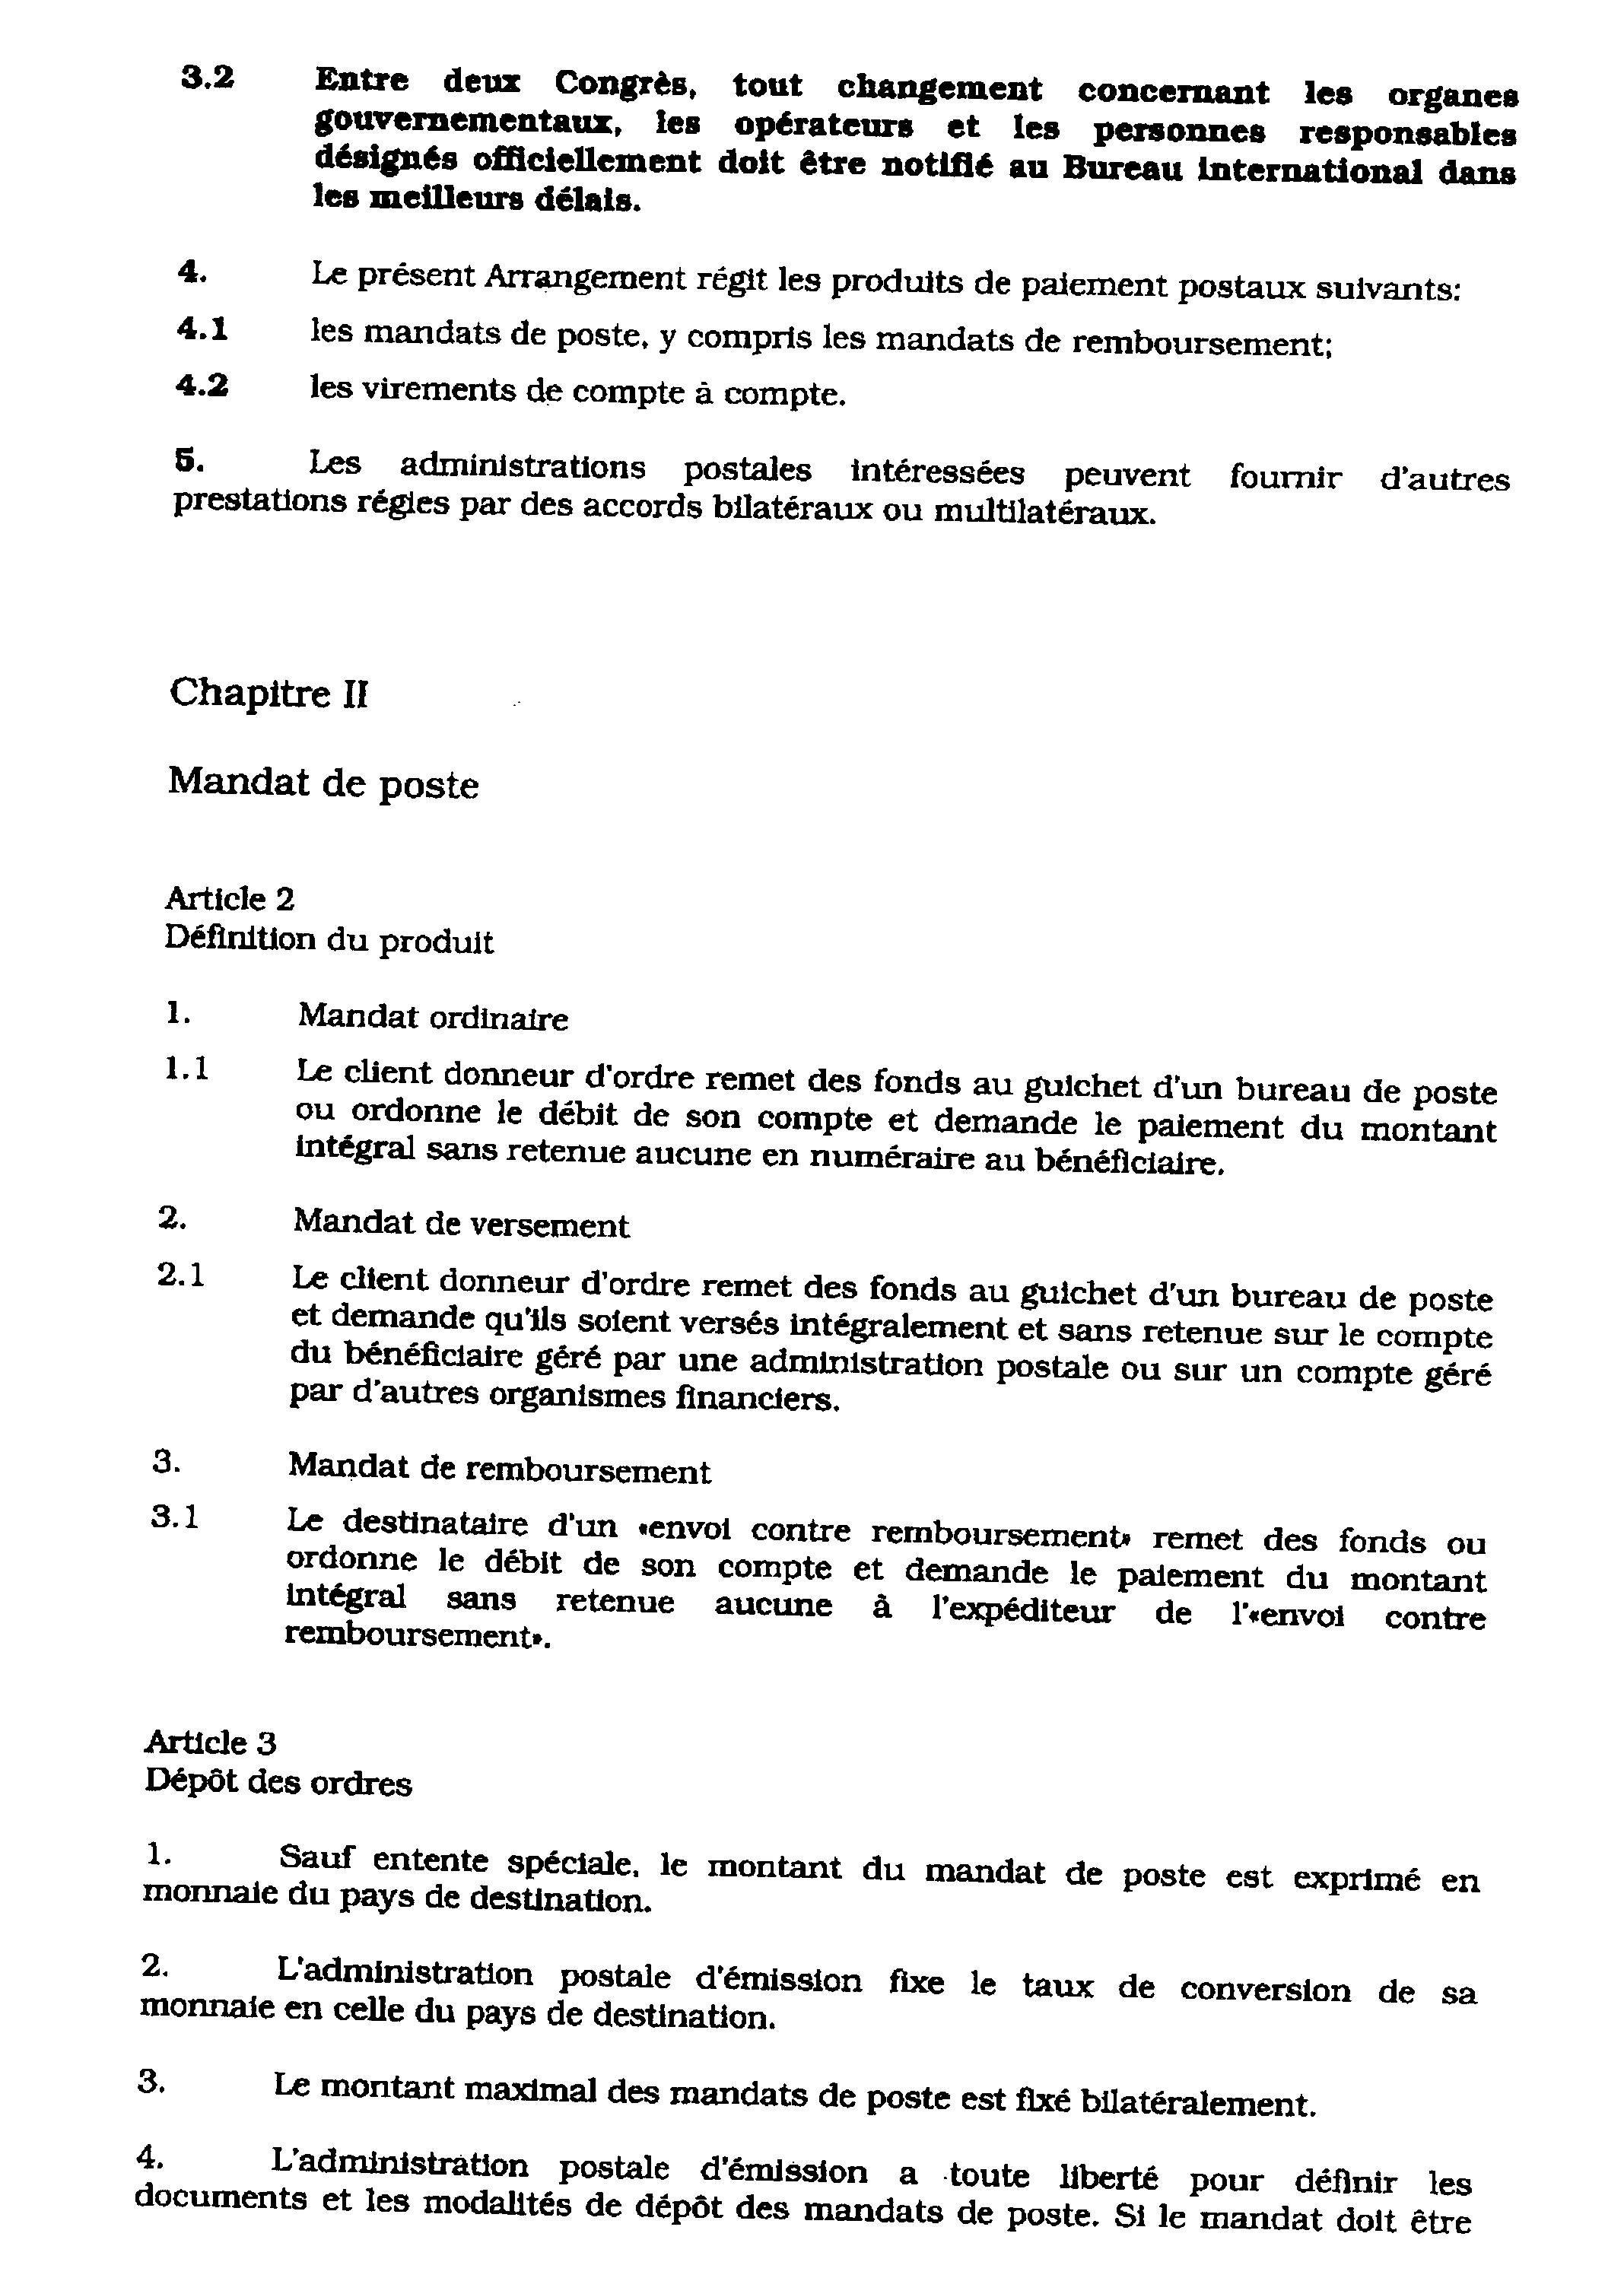 3.2 Entre deux Congrès, tout changement concernant les organes
gouvernementaux, les opérateurs et les personnes responsables
désignés officiellement doit être notifié au Bureau international dans
les meilleurs délais.
4. Le présent Arrangement régit les produits de paiement postaux suivants:
4.1 les mandats de poste, y compris les mandats de remboursement;
4.2 les virements de compte à compte.
5. Les administrations postales intéressées peuvent fournir d'autres
prestations régies par des accords bilatéraux ou multilatéraux.
Chapitre II
Mandat de poste
Article 2
Définition du produit
1. Mandat ordinaire
1.1 Le client donneur d'ordre remet des fonds au guichet d'un bureau de poste
ou ordonne le débit de son compte et demande le paiement du montant
intégral sans retenue aucune en numéraire au bénéficiaire.
2. Mandat de versement
2.1 Le client donneur d'ordre remet des fonds au guichet d'un bureau de poste
et demande qu'ils soient versés intégralement et sans retenue sur le compte
du bénéficiaire géré par une administration postale ou sur un compte géré
par d'autres organismes financiers.
3. Mandat de remboursement
3.1 Le destinataire d'un «envoi contre remboursement» remet des fonds ou
ordonne le débit de son compte et demande le paiement du montant
intégral sans retenue aucune à l'expéditeur de l'«envoi contre
remboursement».
Article 3
Dépôt des ordres
1. Sauf entente spéciale, le montant du mandat de poste est exprimé en
monnaie du pays de destination.
2. L'administration postale d'émission fixe le taux de conversion de sa
monnaie en celle du pays de destination.
3. Le montant maximal des mandats de poste est fixé bilatéralement.
4. L'administration postale d'émission a toute liberté pour définir les
documents et les modalités de dépôt des mandats de poste. Si le mandat doit être